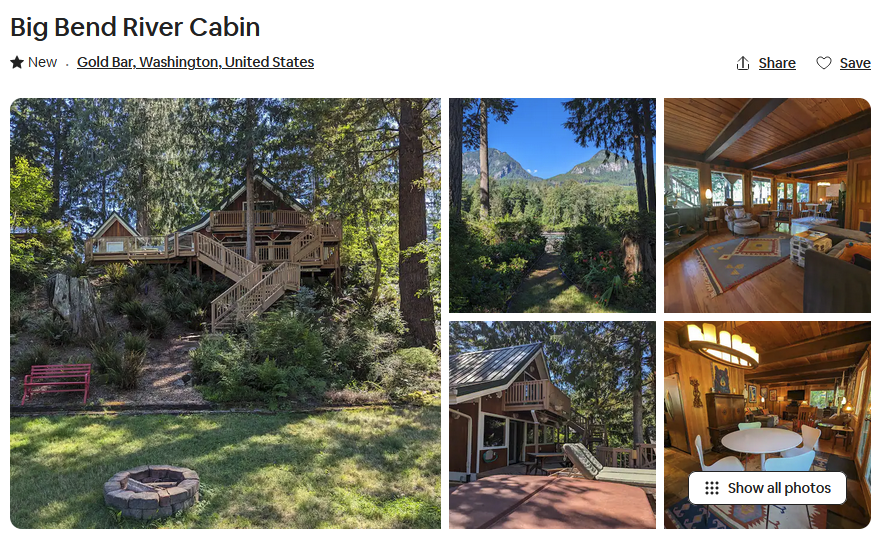 Big Bend River Cabin
New · Gold Bar, Washington, United States
Share
Save
Show all photos